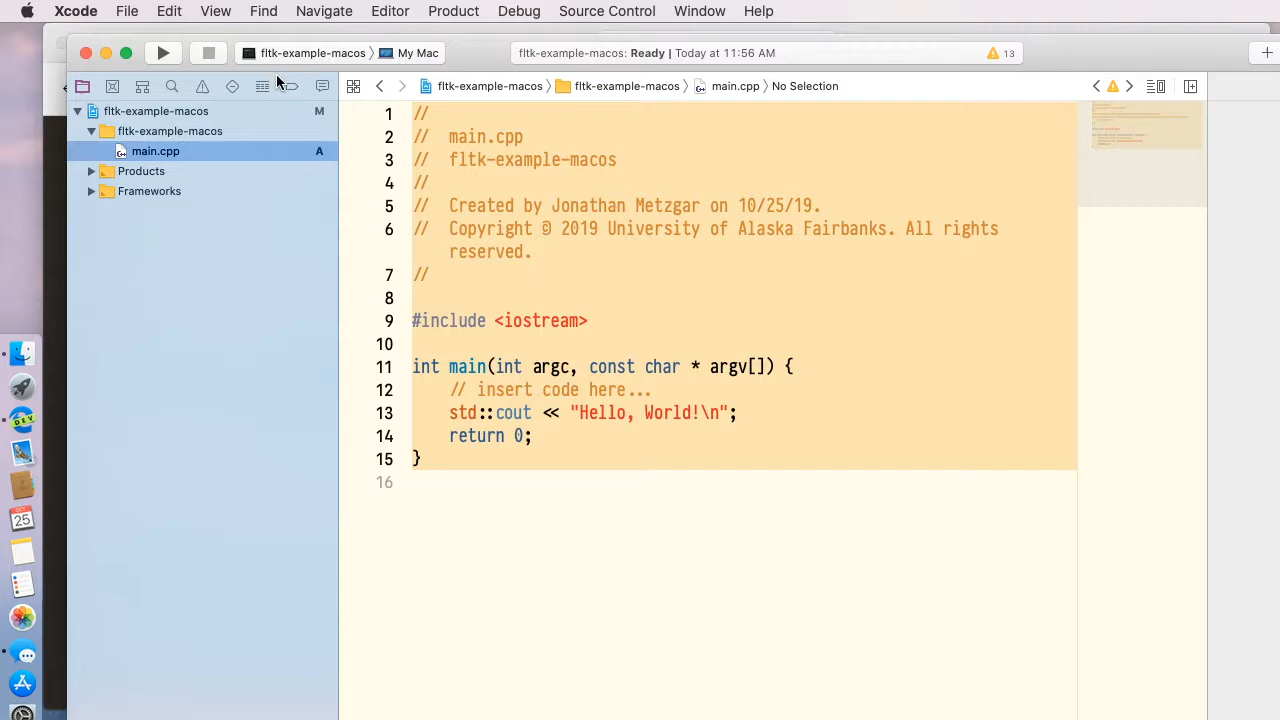 Xcode File Edit View Find Navigate Editor Product Debug Source Control Window Help
fltk-example-macos My Mac fltk-example-macos: Ready | Today at 11:56 AM 13
fltk-example-macos fltk-example-macos main.cpp No Selection
fltk-example-macos M
fltk-example-macos
main.cpp A
Products
Frameworks
1 //
2 // main.cpp
3 // fltk-example-macos
4 //
5 // Created by Jonathan Metzgar on 10/25/19.
6 // Copyright © 2019 University of Alaska Fairbanks. All rights
reserved.
7 //
8
9 #include <iostream>
10
11 int main(int argc, const char * argv[]) {
12 // insert code here...
13 std::cout << "Hello, World!\n";
14 return 0;
15 }
16
DEV
OCT
25